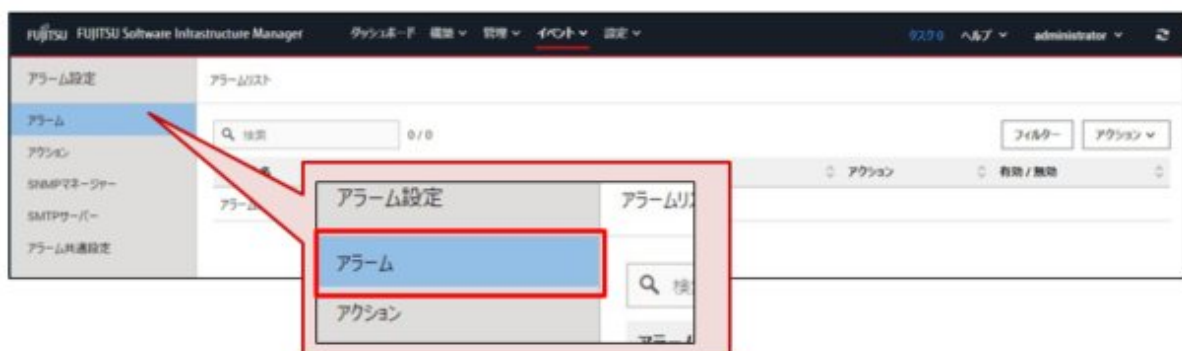 FUJITSU FUJITSU Software Infrastructure Manager ダッシュボード 構築 管理 イベント 設定 タスク 0 ヘルプ administrator
アラーム設定 アラームリスト
アラーム
検索 0 / 0 フィルター アクション
アクション
アクション 有効 / 無効
SNMPマネージャー
SMTPサーバー
アラーム共通設定
アラーム設定 アラームリ
アラーム
アクション